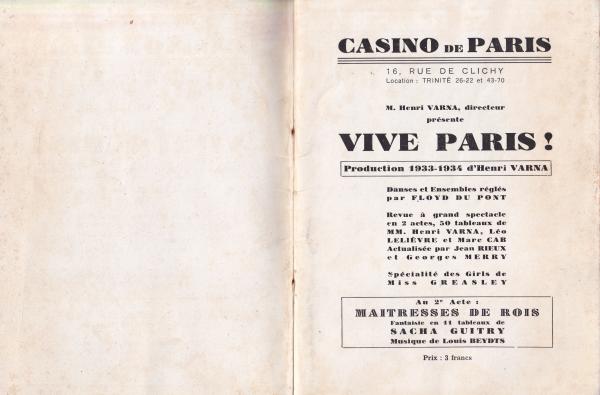 CASINO DE PARIS
16, RUE DE CLICHY
Location : TRINITÉ 26-22 et 43-70
M. Henri VARNA, directeur
présente
VIVE PARIS !
Production 1933-1934 d'Henri VARNA
Danses et Ensembles réglés
par FLOYD DU PONT
Revue à grand spectacle
en 2 actes, 50 tableaux de
MM. Henri VARNA, Léo
LELIÈVRE et Marc CAB
Actualisée par Jean RIEUX
et Georges MERRY
Spécialité des Girls de
Miss GREASLEY
Au 2e Acte :
MAITRESSES DE ROIS
Fantaisie en 11 tableaux de
SACHA GUITRY
Musique de Louis BEYDTS
Prix : 3 francs